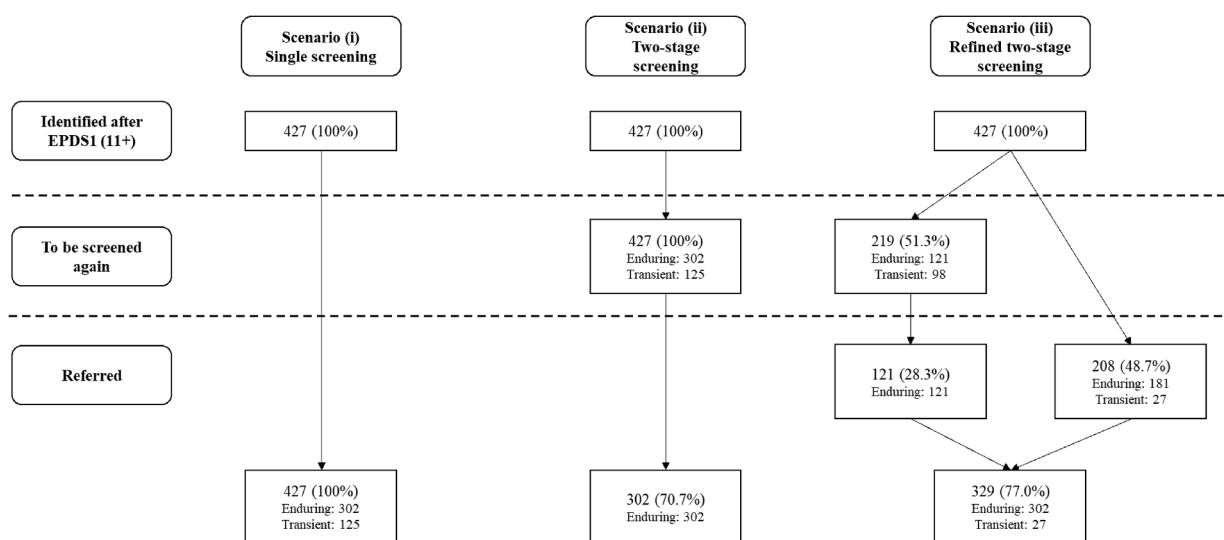 Scenario (i)
Single screening
Scenario (ii)
Two-stage
screening
Scenario (iii)
Refined two-stage
screening
Identified after
EPDS1 (11+)
427 (100%)
427 (100%)
427 (100%)
To be screened
again
427 (100%)
Enduring: 302
Transient: 125
219 (51.3%)
Enduring: 121
Transient: 98
Referred
121 (28.3%)
Enduring: 121
208 (48.7%)
Enduring: 181
Transient: 27
427 (100%)
Enduring: 302
Transient: 125
302 (70.7%)
Enduring: 302
329 (77.0%)
Enduring: 302
Transient: 27